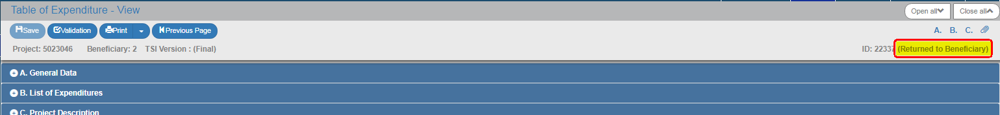 Table of Expenditure - View
Open all
Close all
Save Validation Print Previous Page
A. B. C.
Project: 5023046 Beneficiary: 2 TSI Version : (Final)
ID: 22337 (Returned to Beneficiary)
A. General Data
B. List of Expenditures
C. Project Description